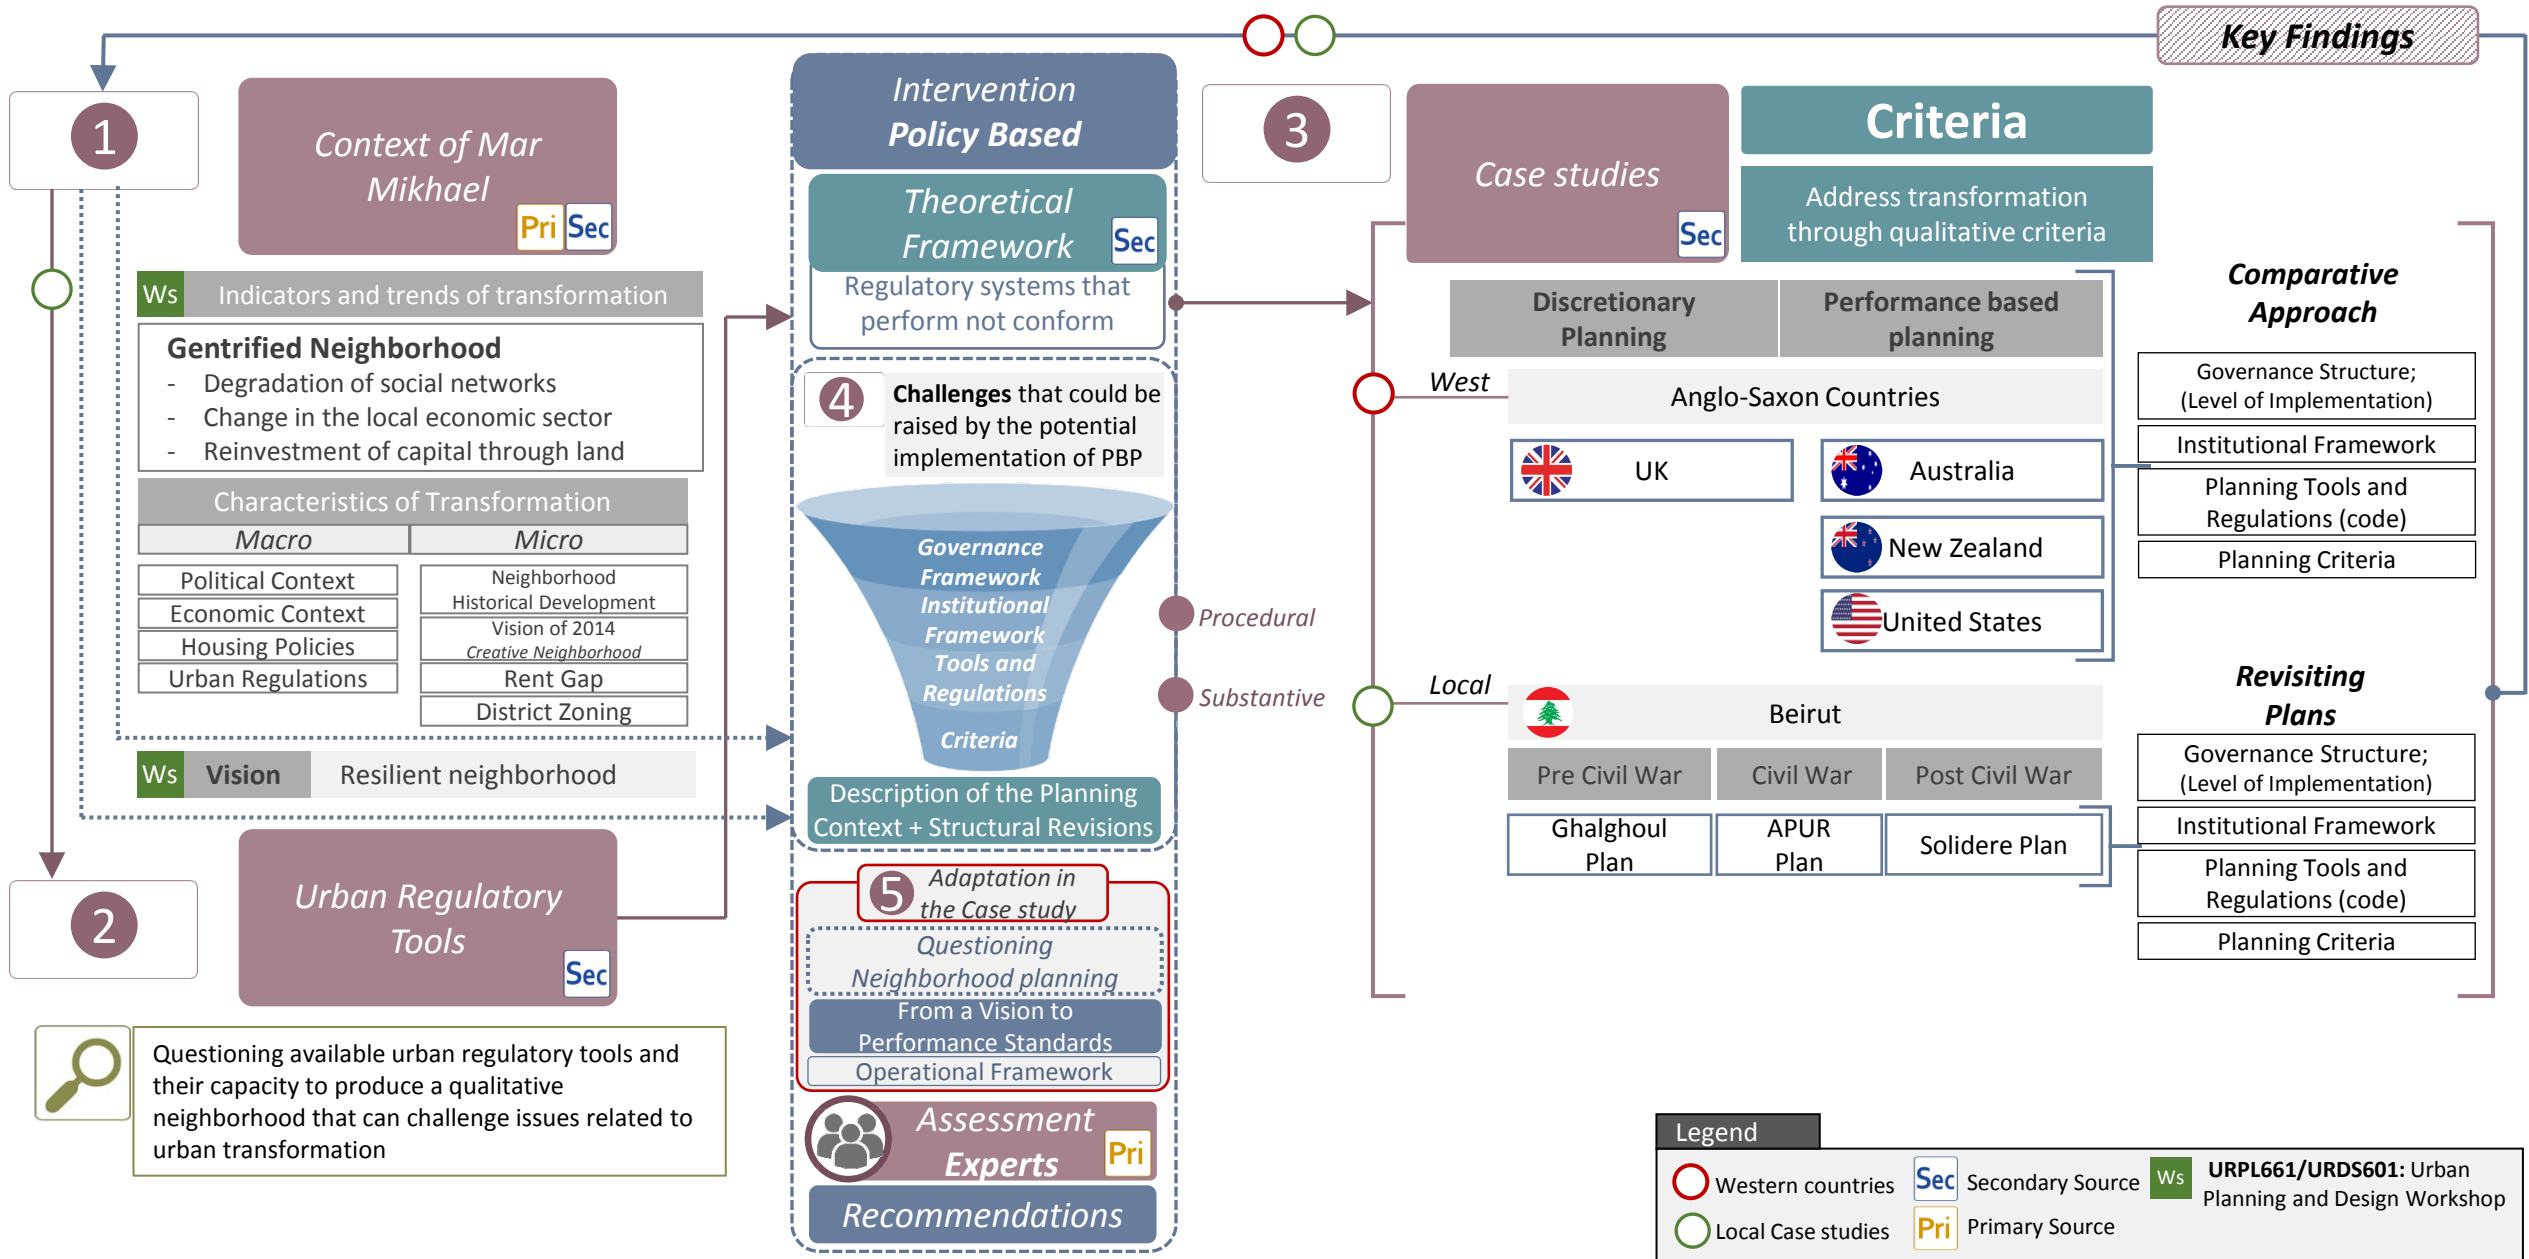 Key Findings
1
Context of Mar
Mikhael
Pri Sec
Ws Indicators and trends of transformation
Gentrified Neighborhood
- Degradation of social networks
- Change in the local economic sector
- Reinvestment of capital through land
Characteristics of Transformation
Macro
Micro
Political Context
Economic Context
Housing Policies
Urban Regulations
Neighborhood
Historical Development
Vision of 2014
Creative Neighborhood
Rent Gap
District Zoning
Ws Vision Resilient neighborhood
2
Urban Regulatory
Tools
Sec
Questioning available urban regulatory tools and
their capacity to produce a qualitative
neighborhood that can challenge issues related to
urban transformation
Intervention
Policy Based
Theoretical
Framework
Sec
Regulatory systems that
perform not conform
4
Challenges that could be
raised by the potential
implementation of PBP
Governance
Framework
Institutional
Framework
Tools and
Regulations
Criteria
Procedural
Substantive
Description of the Planning
Context + Structural Revisions
5
Adaptation in
the Case study
Questioning
Neighborhood planning
From a Vision to
Performance Standards
Operational Framework
Assessment
Experts
Pri
Recommendations
3
Case studies
Sec
Criteria
Address transformation
through qualitative criteria
Discretionary
Planning
Performance based
planning
West
Anglo-Saxon Countries
UK
Australia
New Zealand
United States
Local
Beirut
Pre Civil War
Civil War
Post Civil War
Ghalghoul
Plan
APUR
Plan
Solidere Plan
Comparative
Approach
Governance Structure;
(Level of Implementation)
Institutional Framework
Planning Tools and
Regulations (code)
Planning Criteria
Revisiting
Plans
Governance Structure;
(Level of Implementation)
Institutional Framework
Planning Tools and
Regulations (code)
Planning Criteria
Legend
Western countries
Local Case studies
Sec Secondary Source
Pri Primary Source
Ws URPL661/URDS601: Urban
Planning and Design Workshop